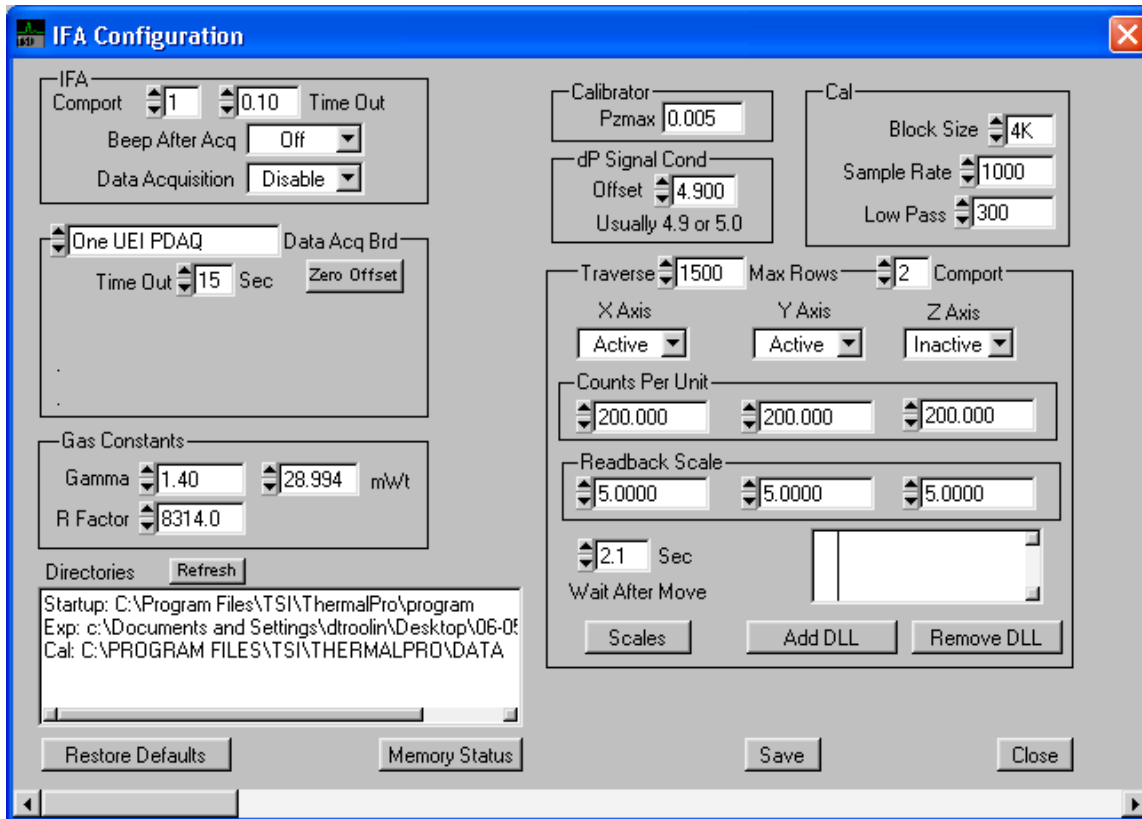 IFA Configuration
IFA
Comport 1 0.10 Time Out
Beep After Acq Off
Data Acquisition Disable
One UEI PDAQ Data Acq Brd
Time Out 15 Sec Zero Offset
.
.
Gas Constants
Gamma 1.40 28.994 mWt
R Factor 8314.0
Directories Refresh
Startup: C:\Program Files\TSI\ThermalPro\program
Exp: c:\Documents and Settings\dtroolin\Desktop\06-05
Cal: C:\PROGRAM FILES\TSI\THERMALPRO\DATA
Restore Defaults Memory Status
Calibrator
Pzmax 0.005
dP Signal Cond
Offset 4.900
Usually 4.9 or 5.0
Cal
Block Size 4K
Sample Rate 1000
Low Pass 300
Traverse 1500 Max Rows 2 Comport
X Axis Y Axis Z Axis
Active Active Inactive
Counts Per Unit
200.000 200.000 200.000
Readback Scale
5.0000 5.0000 5.0000
2.1 Sec
Wait After Move
Scales Add DLL Remove DLL
Save Close